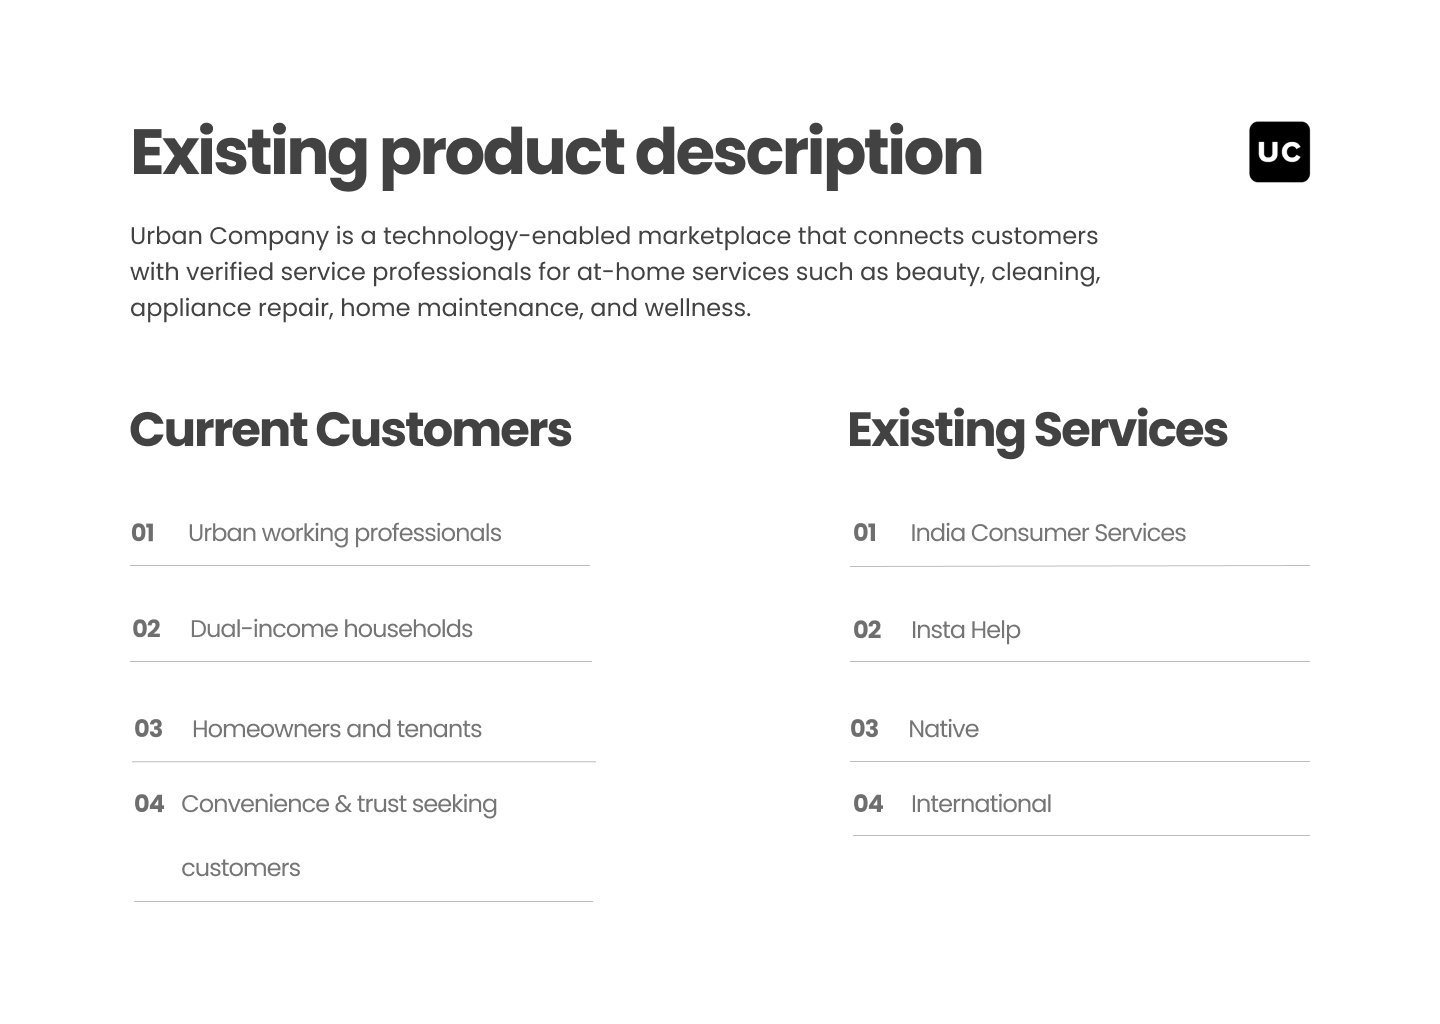 Existing product description
UC
Urban Company is a technology-enabled marketplace that connects customers
with verified service professionals for at-home services such as beauty, cleaning,
appliance repair, home maintenance, and wellness.
Current Customers
01 Urban working professionals
02 Dual-income households
03 Homeowners and tenants
04 Convenience & trust seeking
customers
Existing Services
01 India Consumer Services
02 Insta Help
03 Native
04 International